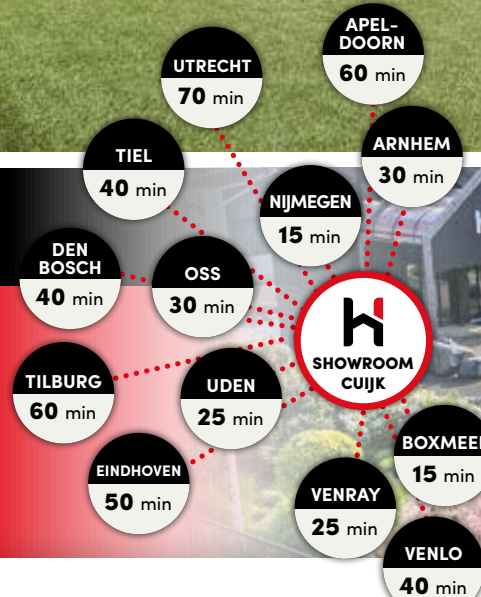 APEL-
DOORN
60 min
UTRECHT
70 min
ARNHEM
30 min
TIEL
40 min
NIJMEGEN
15 min
DEN
BOSCH
40 min
OSS
30 min
SHOWROOM
CUIJK
TILBURG
60 min
UDEN
25 min
EINDHOVEN
50 min
BOXMEER
15 min
VENRAY
25 min
VENLO
40 min